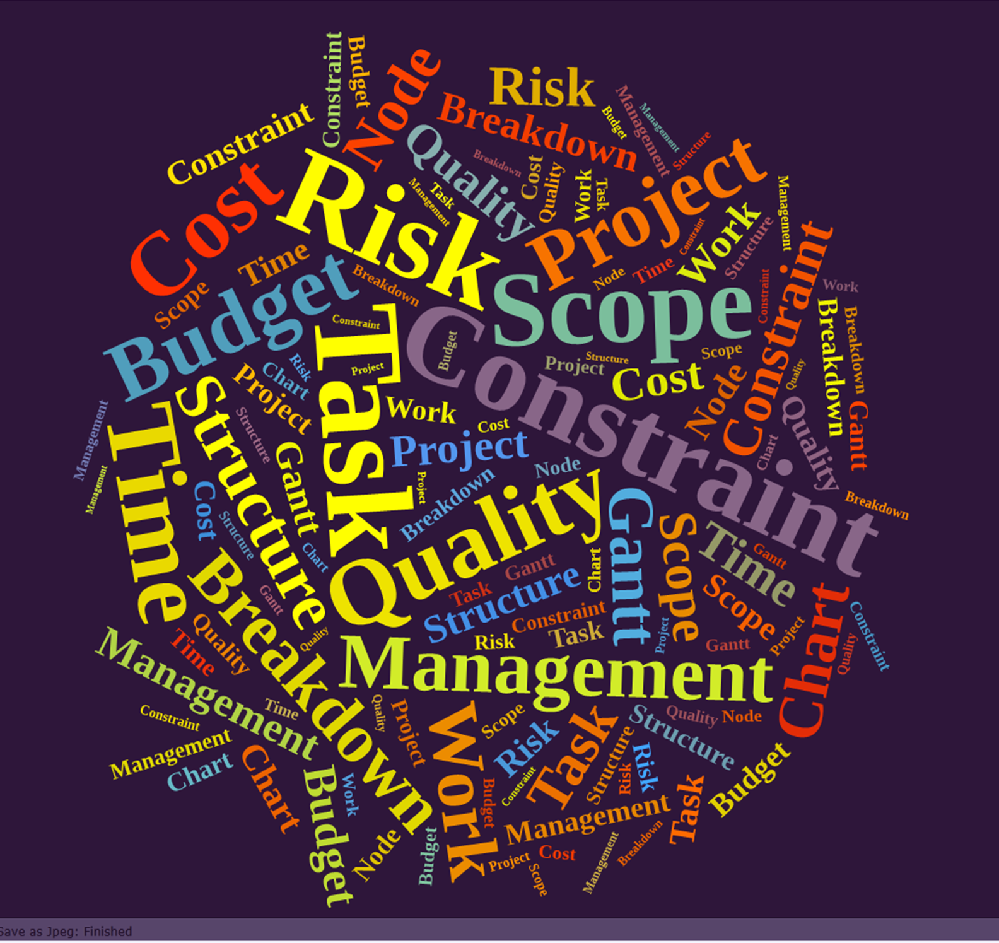 Constraint
Budget
Node
Risk
Constraint
Breakdown
Management
Management
Budget
Structure
Quality
Breakdown
Cost
Quality
Work
Task
Project
Cost
Risk
Task
Management
Management
Constraint
Work
Structure
Constraint
Time
Scope
Budget
Breakdown
Node
Time
Scope
Constraint
Work
Breakdown
Breakdown
Task
Constraint
Project
Constraint
Budget
Project
Structure
Scope
Cost
Node
Quality
Quality
Gantt
Chart
Risk
Chart
Project
Structure
Structure
Management
Management
Time
Work
Cost
Project
Project
Node
Breakdown
Gantt
Cost
Structure
Chart
Quality
Gantt
Scope
Time
Gantt
Breakdown
Gantt
Task
Structure
Chart
Constraint
Risk
Task
Scope
Project
Gantt
Project
Chart
Quality
Constraint
Breakdown
Gantt
Quality
Quality
Time
Management
Management
Time
Constraint
Management
Chart
Chart
Budget
Work
Node
Budget
Quality
Project
Work
Budget
Scope
Risk
Constraint
Task
Structure
Risk
Risk
Structure
Quality
Node
Budget
Management
Task
Project
Cost
Scope
Management
Breakdown
Save as Jpeg: Finished